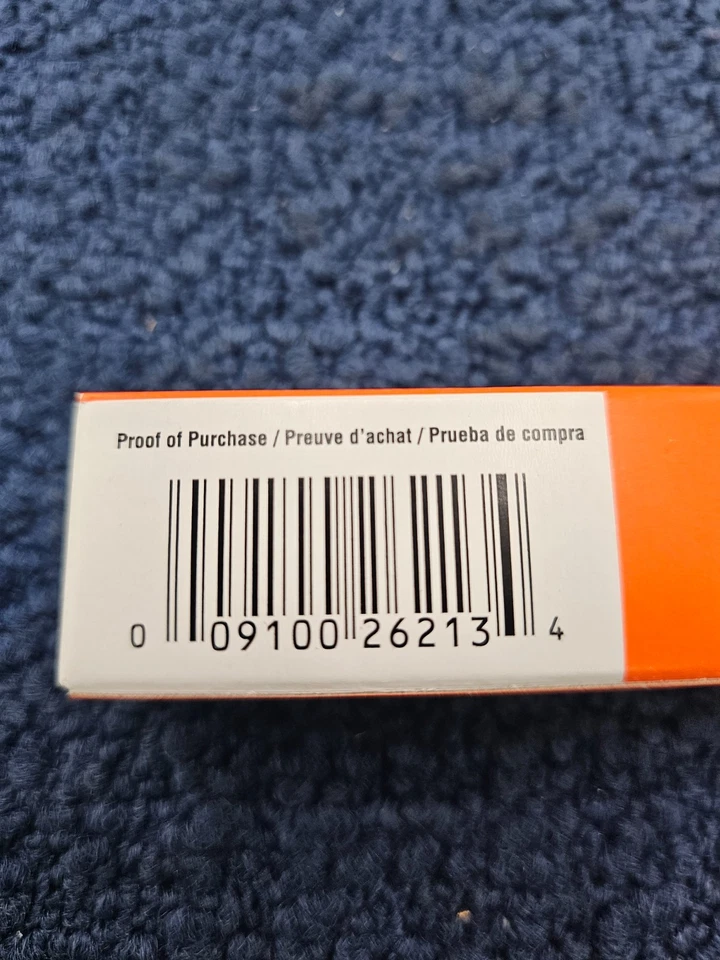 Proof of Purchase / Preuve d'achat / Prueba de compra
0 09100 26213 4